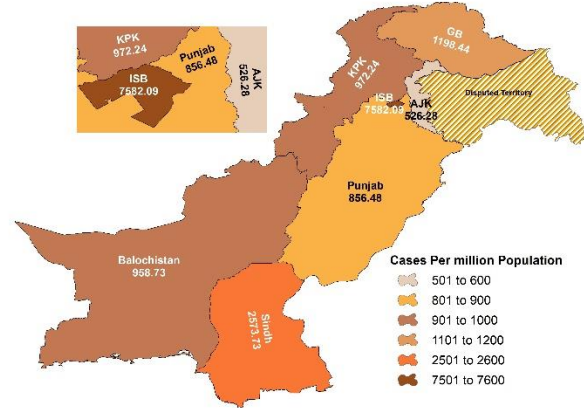 KPK
972.24
Punjab
856.48
ISB
7582.09
AJK
526.28
GB
1198.44
KPK
972.24
ISB
7582.09
AJK
526.28
Disputed Territory
Punjab
856.48
Balochistan
958.73
Sindh
2573.73
Cases Per million Population
501 to 600
801 to 900
901 to 1000
1101 to 1200
2501 to 2600
7501 to 7600